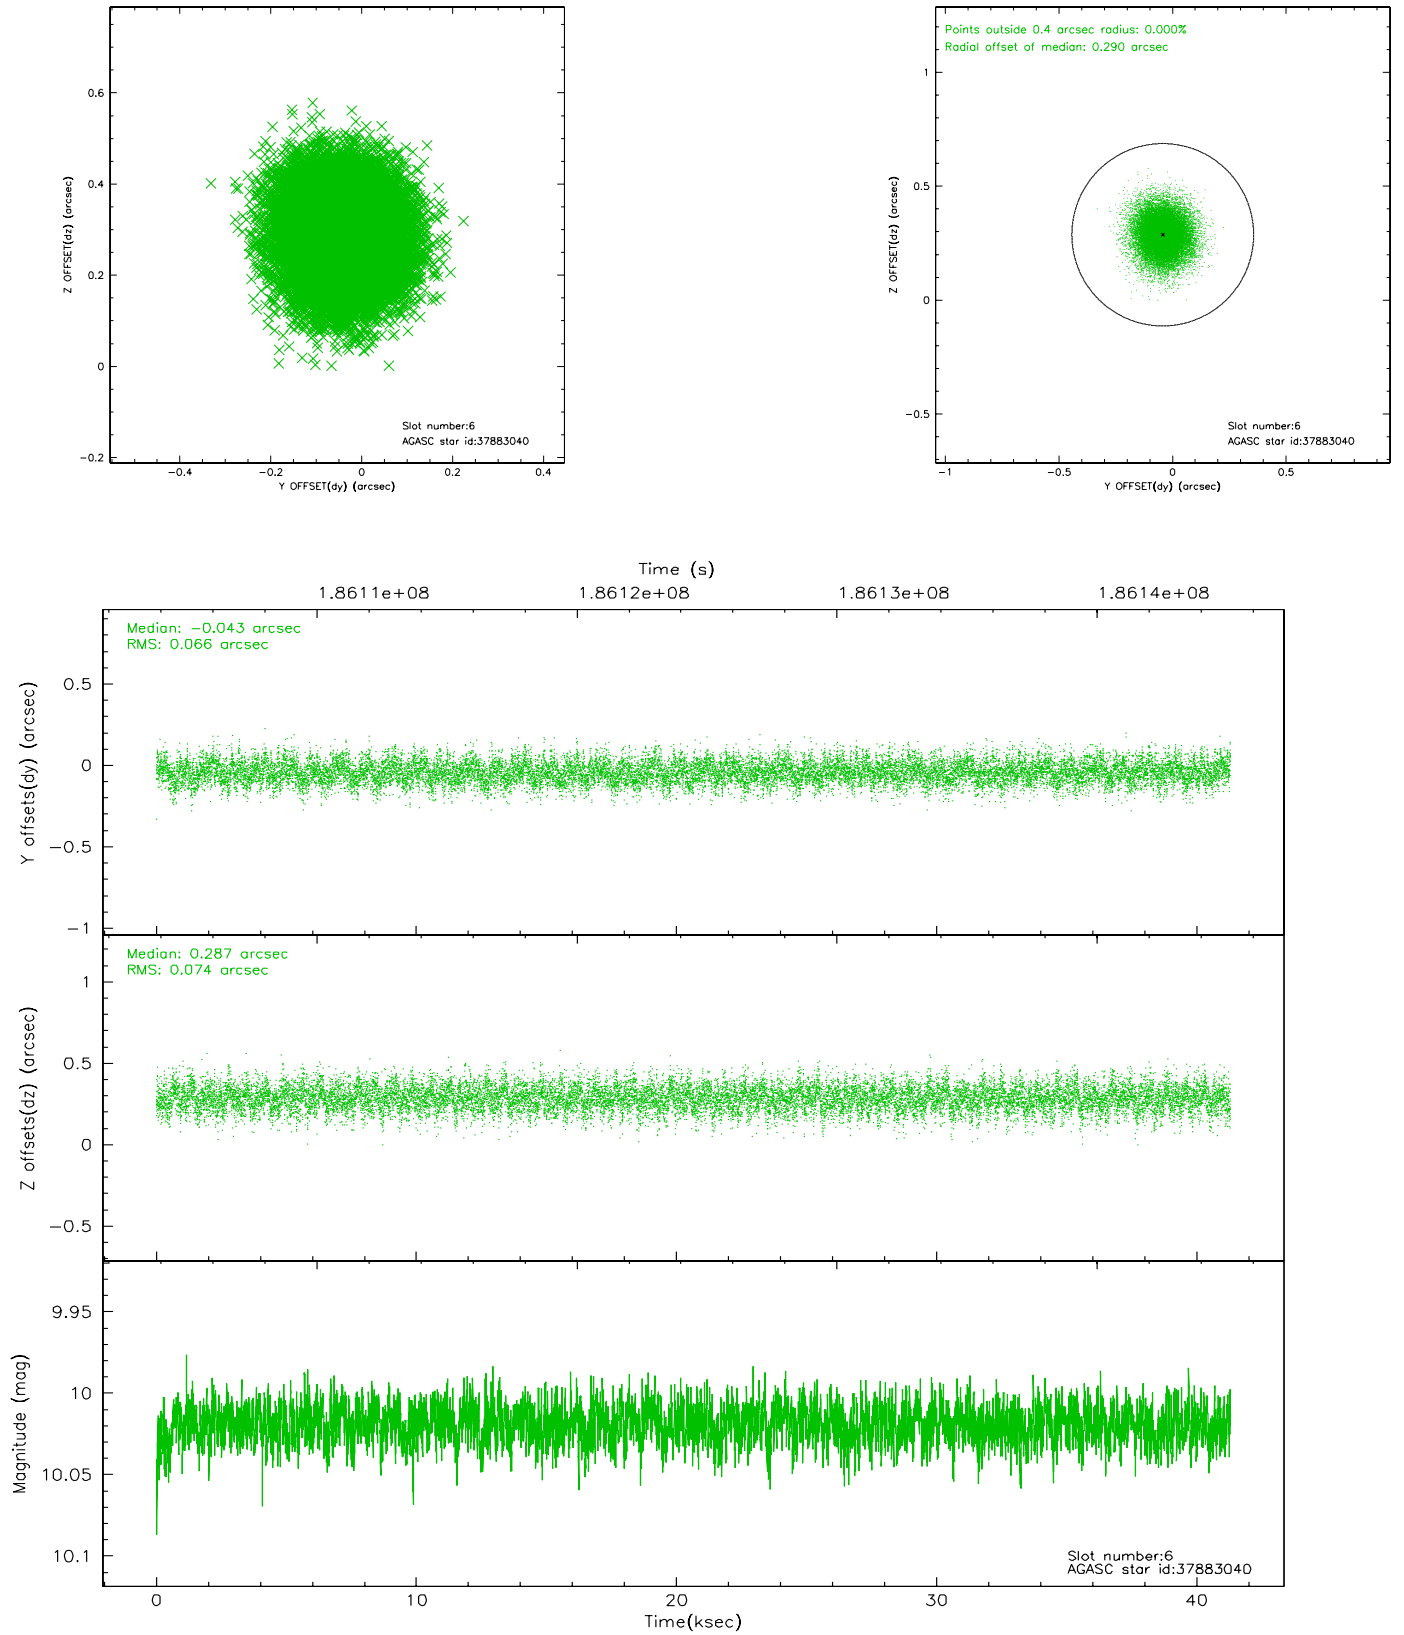 0.6
0.4
0.2
0
−0.2
Z OFFSET(dz) (arcsec)
Slot number:6
AGASC star id:37883040
−0.4 −0.2 0 0.2 0.4
Y OFFSET(dy) (arcsec)
Points outside 0.4 arcsec radius: 0.000%
Radial offset of median: 0.290 arcsec
1
0.5
0
−0.5
Z OFFSET(dz) (arcsec)
Slot number:6
AGASC star id:37883040
−1 −0.5 0 0.5
Y OFFSET(dy) (arcsec)
Time (s)
1.8611e+08 1.8612e+08 1.8613e+08 1.8614e+08
Median: −0.043 arcsec
RMS: 0.066 arcsec
0.5
0
−0.5
−1
Y offsets(dy) (arcsec)
Median: 0.287 arcsec
RMS: 0.074 arcsec
1
0.5
0
−0.5
Z offsets(dz) (arcsec)
9.95
10
10.05
10.1
Magnitude (mag)
Slot number:6
AGASC star id:37883040
0 10 20 30 40
Time(ksec)